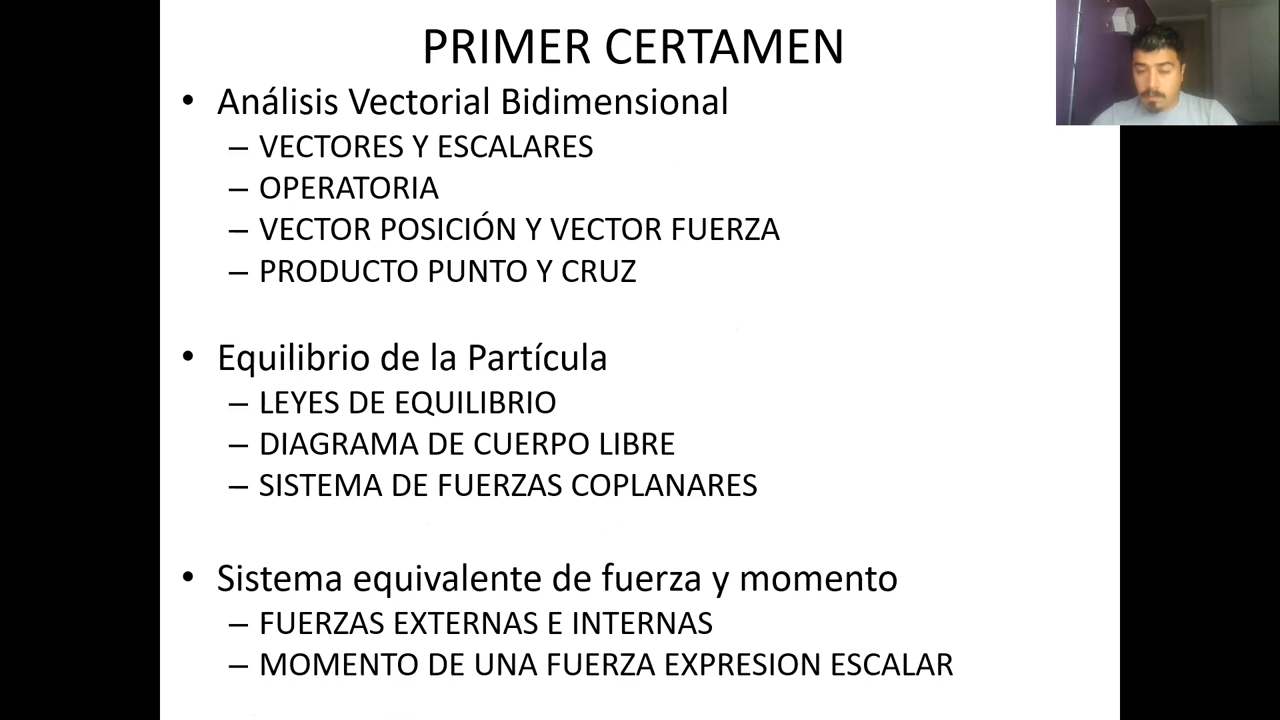 PRIMER CERTAMEN
• Análisis Vectorial Bidimensional
– VECTORES Y ESCALARES
– OPERATORIA
– VECTOR POSICIÓN Y VECTOR FUERZA
– PRODUCTO PUNTO Y CRUZ
• Equilibrio de la Partícula
– LEYES DE EQUILIBRIO
– DIAGRAMA DE CUERPO LIBRE
– SISTEMA DE FUERZAS COPLANARES
• Sistema equivalente de fuerza y momento
– FUERZAS EXTERNAS E INTERNAS
– MOMENTO DE UNA FUERZA EXPRESION ESCALAR